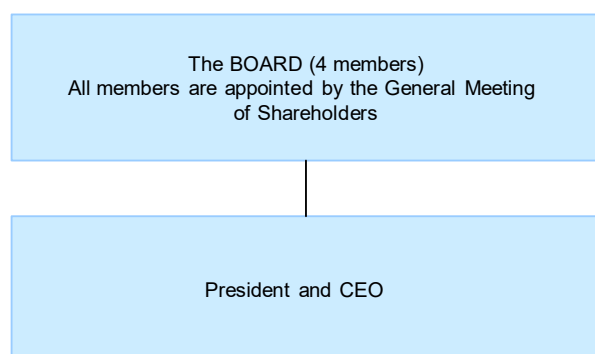 The BOARD (4 members)
All members are appointed by the General Meeting
of Shareholders
President and CEO